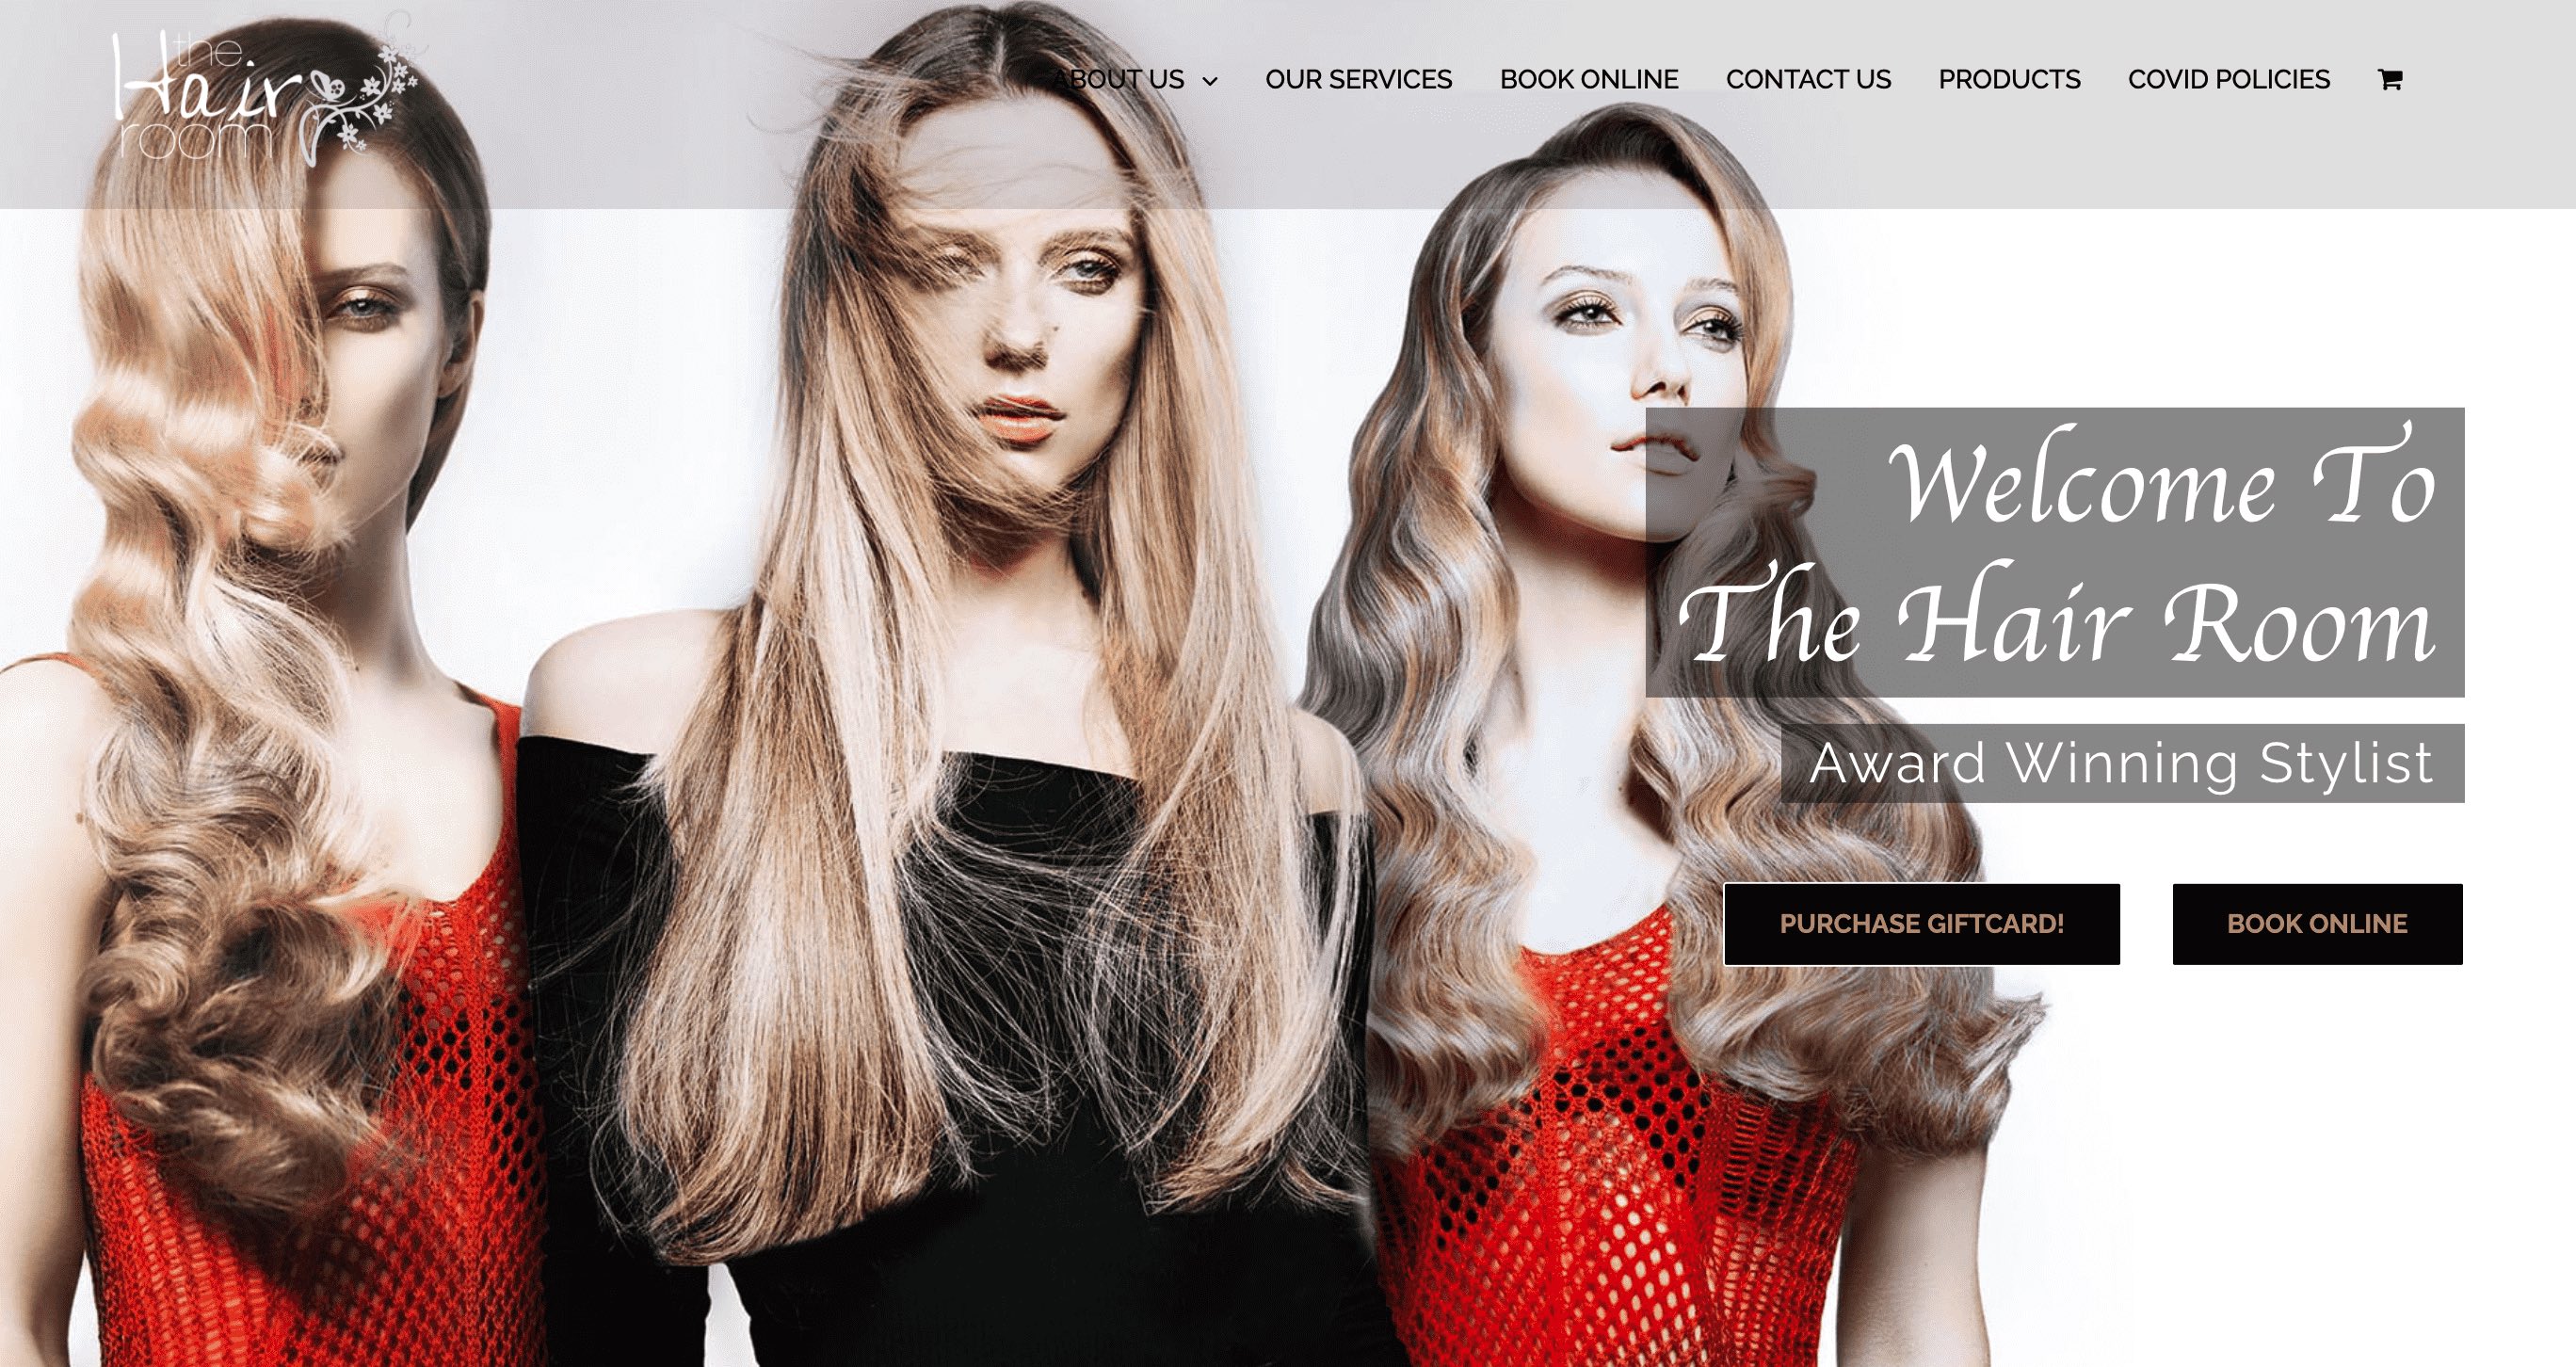 the
Hair
room
ABOUT US OUR SERVICES BOOK ONLINE CONTACT US PRODUCTS COVID POLICIES
Welcome To
The Hair Room
Award Winning Stylist
PURCHASE GIFTCARD! BOOK ONLINE